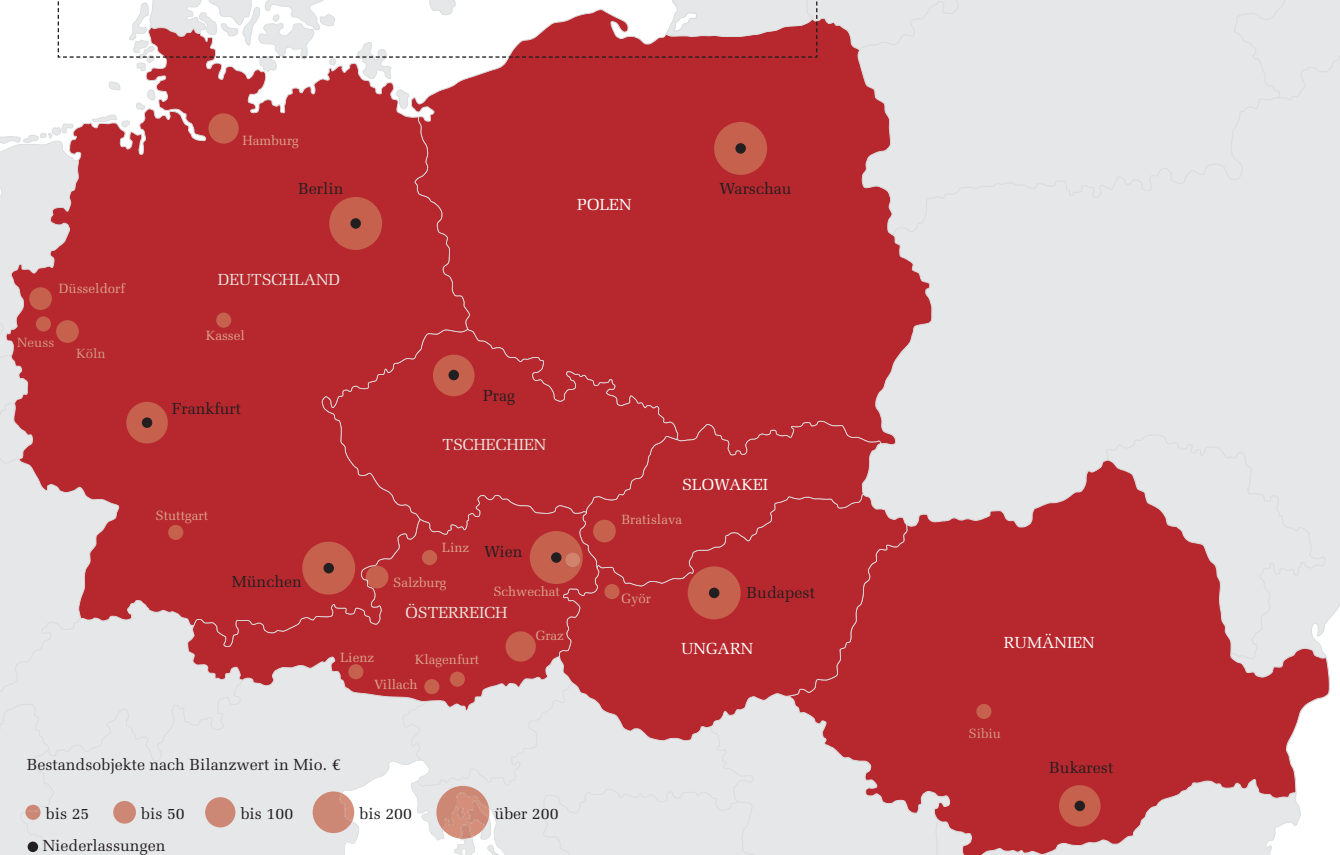 Hamburg
Berlin
Warschau
POLEN
DEUTSCHLAND
Düsseldorf
Neuss
Köln
Kassel
Prag
Frankfurt
TSCHECHIEN
SLOWAKEI
Stuttgart
Bratislava
Linz
Wien
München
Salzburg
Schwechat
Györ
Budapest
ÖSTERREICH
Graz
UNGARN
RUMÄNIEN
Lienz
Klagenfurt
Villach
Sibiu
Bukarest
Bestandsobjekte nach Bilanzwert in Mio. €
bis 25 bis 50 bis 100 bis 200 über 200
Niederlassungen